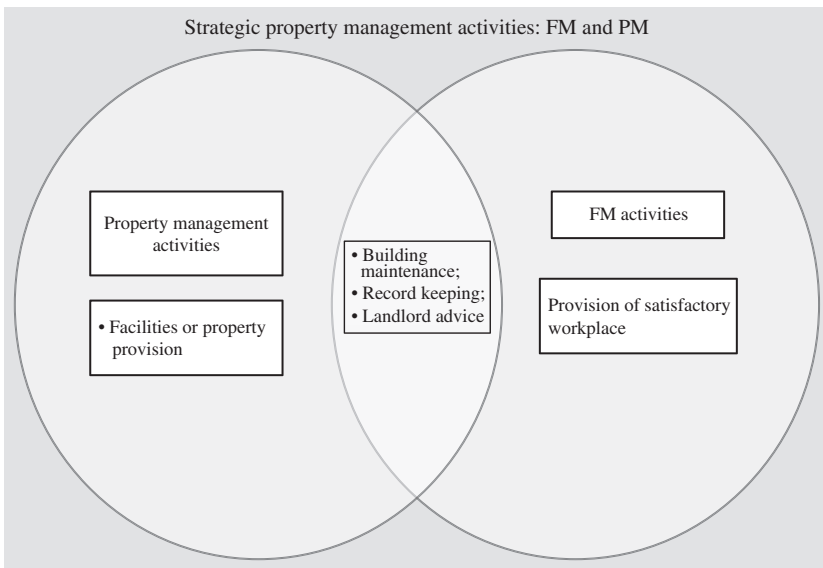 Strategic property management activities: FM and PM
Property management
activities
• Facilities or property
provision
• Building
maintenance;
• Record keeping;
• Landlord advice
FM activities
Provision of satisfactory
workplace